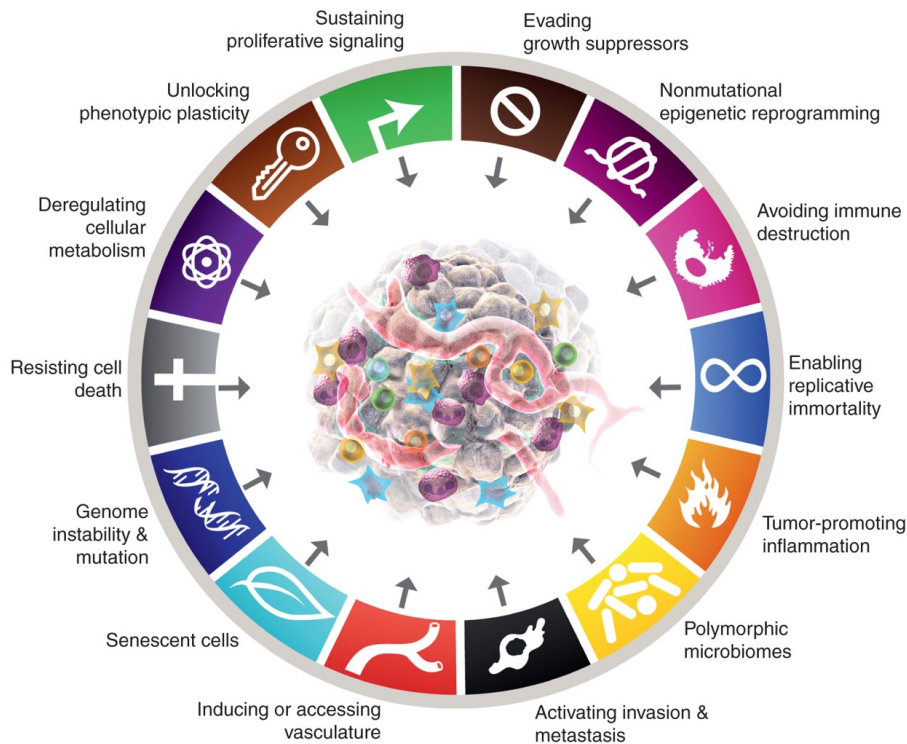 Sustaining
proliferative signaling
Evading
growth suppressors
Nonmutational
epigenetic reprogramming
Avoiding immune
destruction
Enabling
replicative
immortality
Tumor-promoting
inflammation
Polymorphic
microbiomes
Activating invasion &
metastasis
Inducing or accessing
vasculature
Senescent cells
Genome
instability &
mutation
Resisting cell
death
Deregulating
cellular
metabolism
Unlocking
phenotypic plasticity